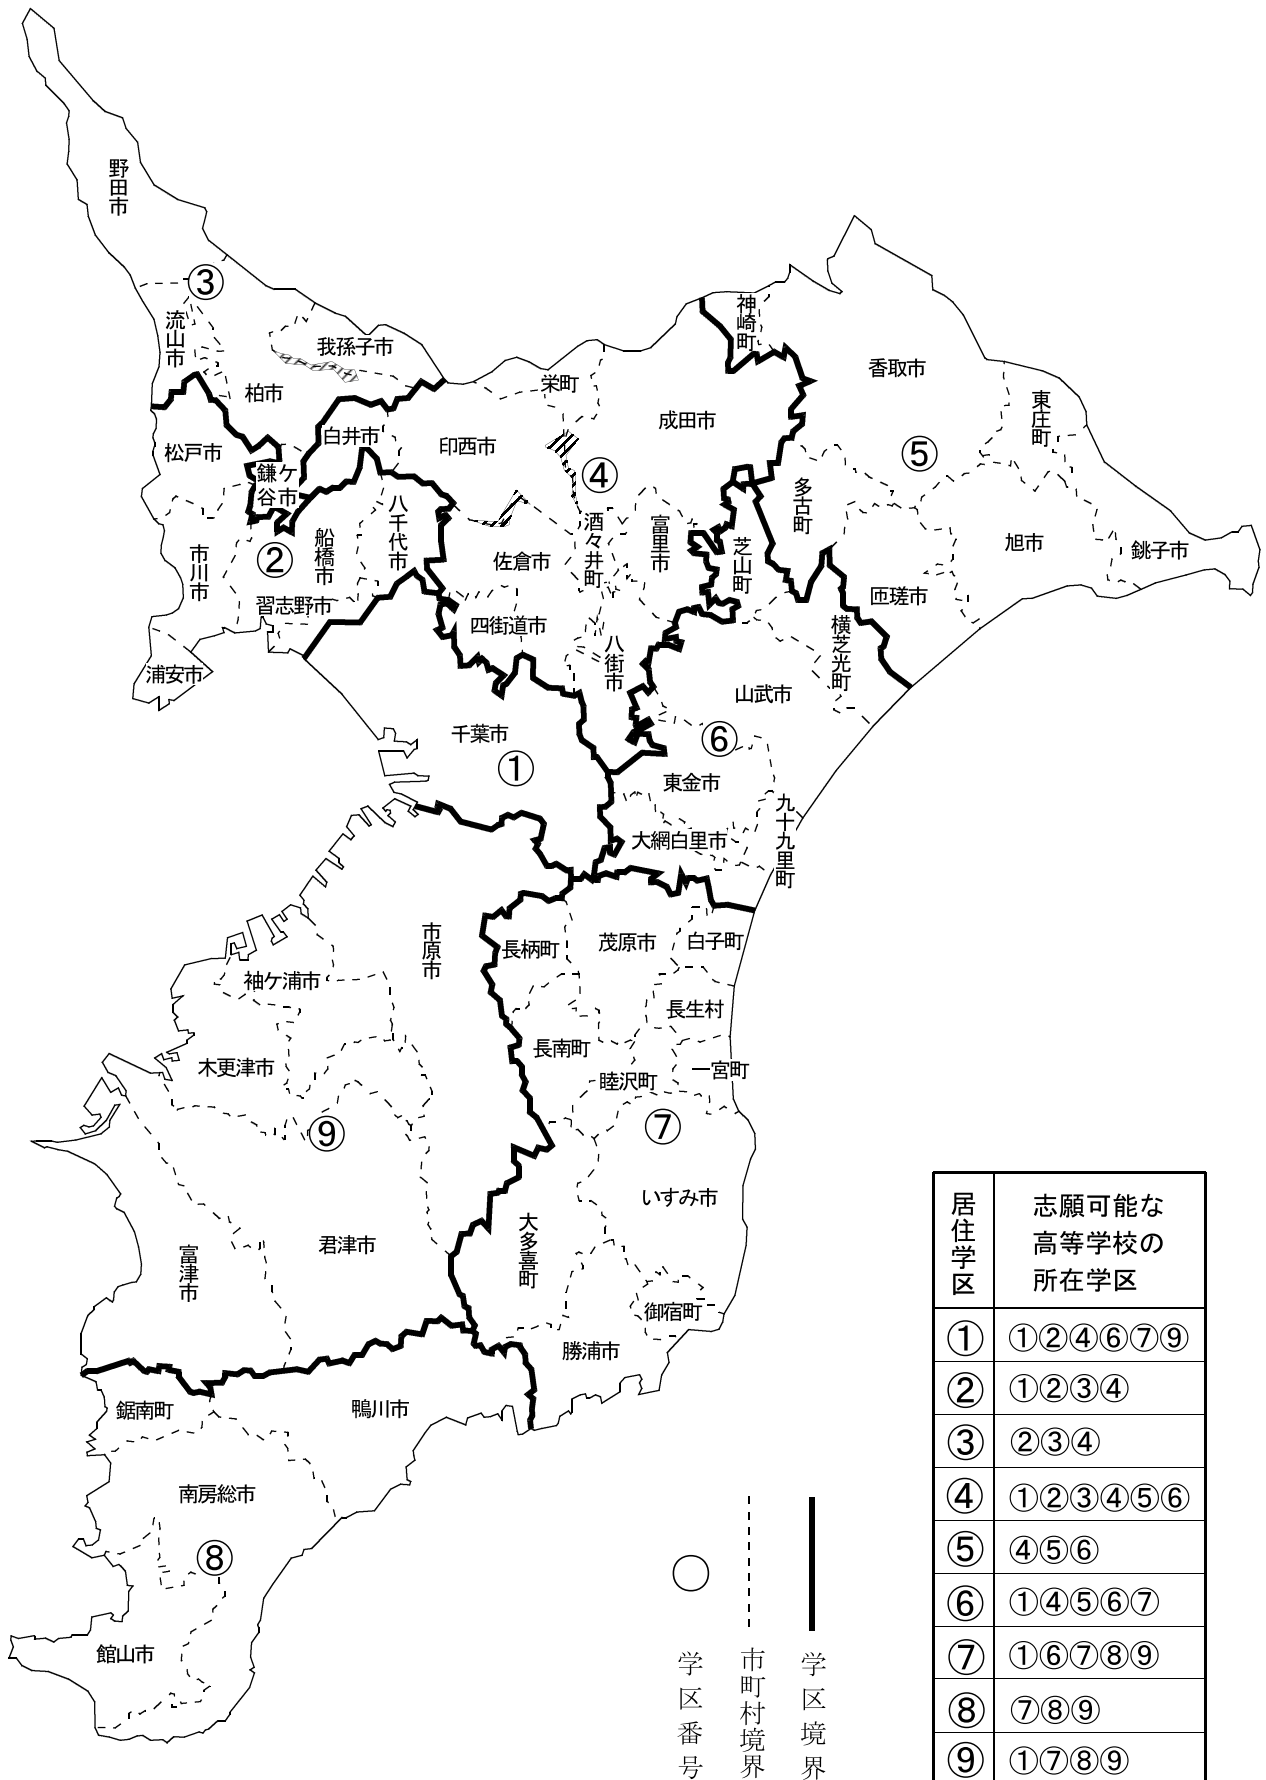 野田市
③
流山市
我孫子市
柏市
松戸市
鎌ケ
谷市
白井市
印西市
栄町
④
成田市
神崎町
香取市
⑤
東庄町
多古町
旭市
銚子市
匝瑳市
市川市
②
船橋市
八千代市
習志野市
浦安市
佐倉市
酒々井町
富里市
四街道市
八街市
芝山町
横芝光町
山武市
⑥
東金市
九十九里町
大網白里市
千葉市
①
市原市
袖ケ浦市
木更津市
⑨
君津市
富津市
長柄町
茂原市
白子町
長生村
長南町
睦沢町
一宮町
⑦
いすみ市
大多喜町
御宿町
勝浦市
鋸南町
鴨川市
南房総市
⑧
館山市
学区番号
市町村境界
学区境界
居住学区
志願可能な
高等学校の
所在学区
① ①②④⑥⑦⑨
② ①②③④
③ ②③④
④ ①②③④⑤⑥
⑤ ④⑤⑥
⑥ ①④⑤⑥⑦
⑦ ①⑥⑦⑧⑨
⑧ ⑦⑧⑨
⑨ ①⑦⑧⑨